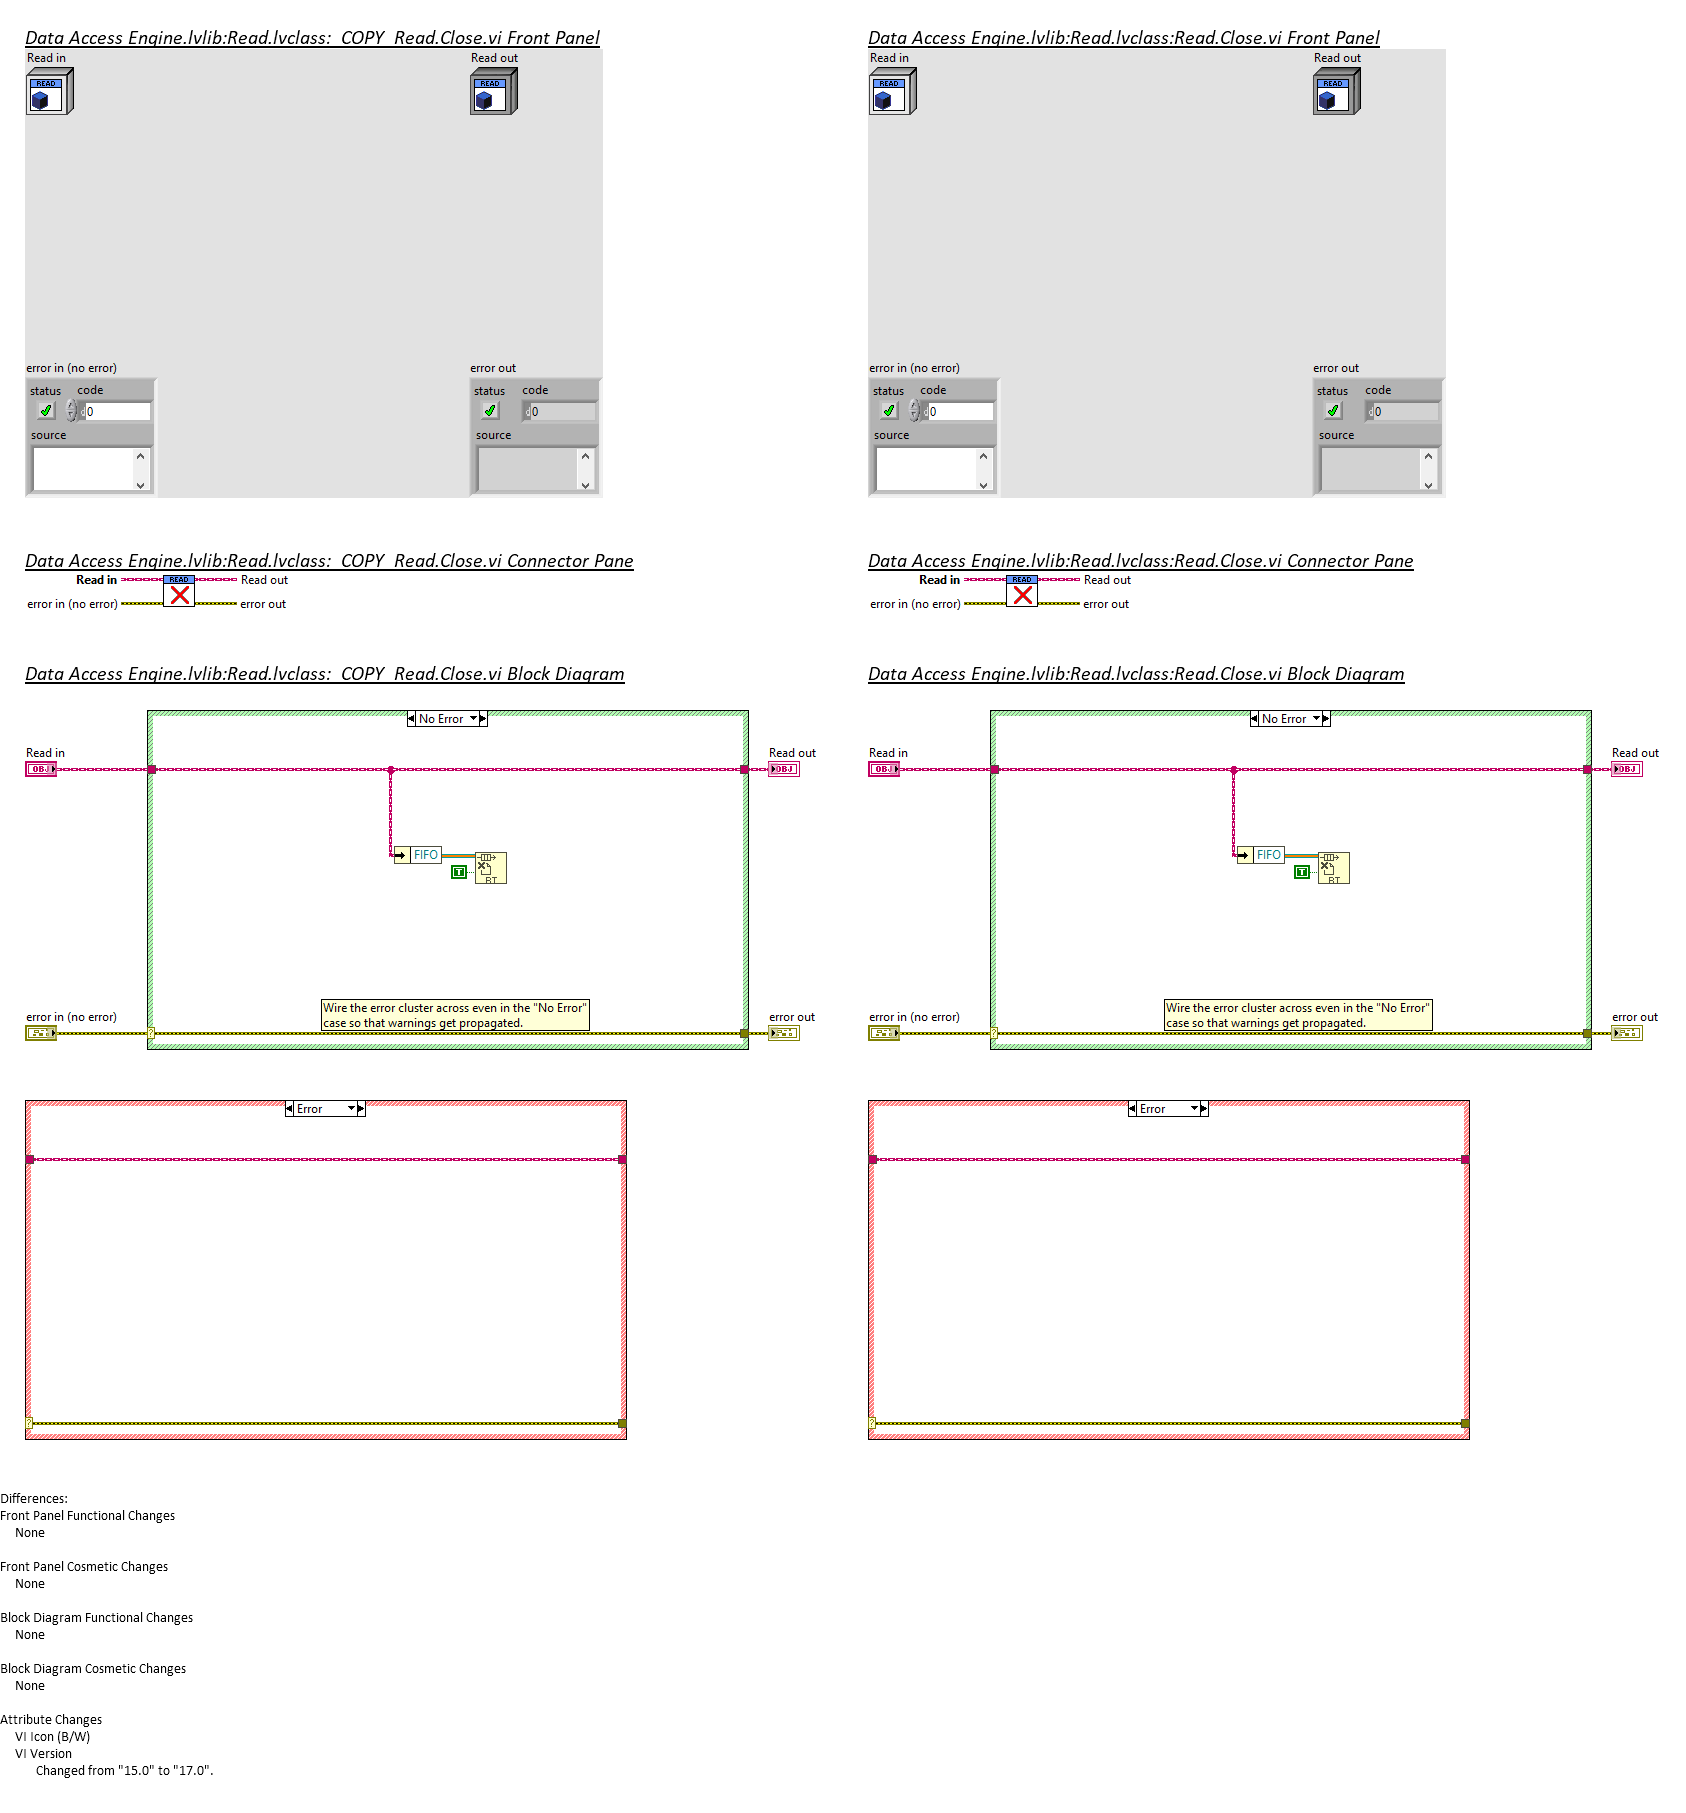 Data Access Engine.lvlib:Read.lvclass:  COPY  Read.Close.vi Front Panel
Data Access Engine.lvlib:Read.lvclass:Read.Close.vi Front Panel
Read in
Read out
Read in
Read out
READ
READ
READ
READ
error in (no error)
error out
error in (no error)
error out
status code
status code
status code
status code
d 0
d 0
d 0
d 0
source
source
source
source
Data Access Engine.lvlib:Read.lvclass:  COPY  Read.Close.vi Connector Pane
Data Access Engine.lvlib:Read.lvclass:Read.Close.vi Connector Pane
Read in READ Read out
Read in READ Read out
error in (no error) error out
error in (no error) error out
Data Access Engine.lvlib:Read.lvclass:  COPY  Read.Close.vi Block Diagram
Data Access Engine.lvlib:Read.lvclass:Read.Close.vi Block Diagram
No Error
No Error
Read in
Read out
Read in
Read out
OBJ
OBJ
OBJ
OBJ
FIFO
FIFO
T
RT
T
RT
Wire the error cluster across even in the "No Error"
case so that warnings get propagated.
Wire the error cluster across even in the "No Error"
case so that warnings get propagated.
error in (no error)
error out
error in (no error)
error out
?
?
Error
Error
?
?
Differences:
Front Panel Functional Changes
None
Front Panel Cosmetic Changes
None
Block Diagram Functional Changes
None
Block Diagram Cosmetic Changes
None
Attribute Changes
VI Icon (B/W)
VI Version
Changed from "15.0" to "17.0".